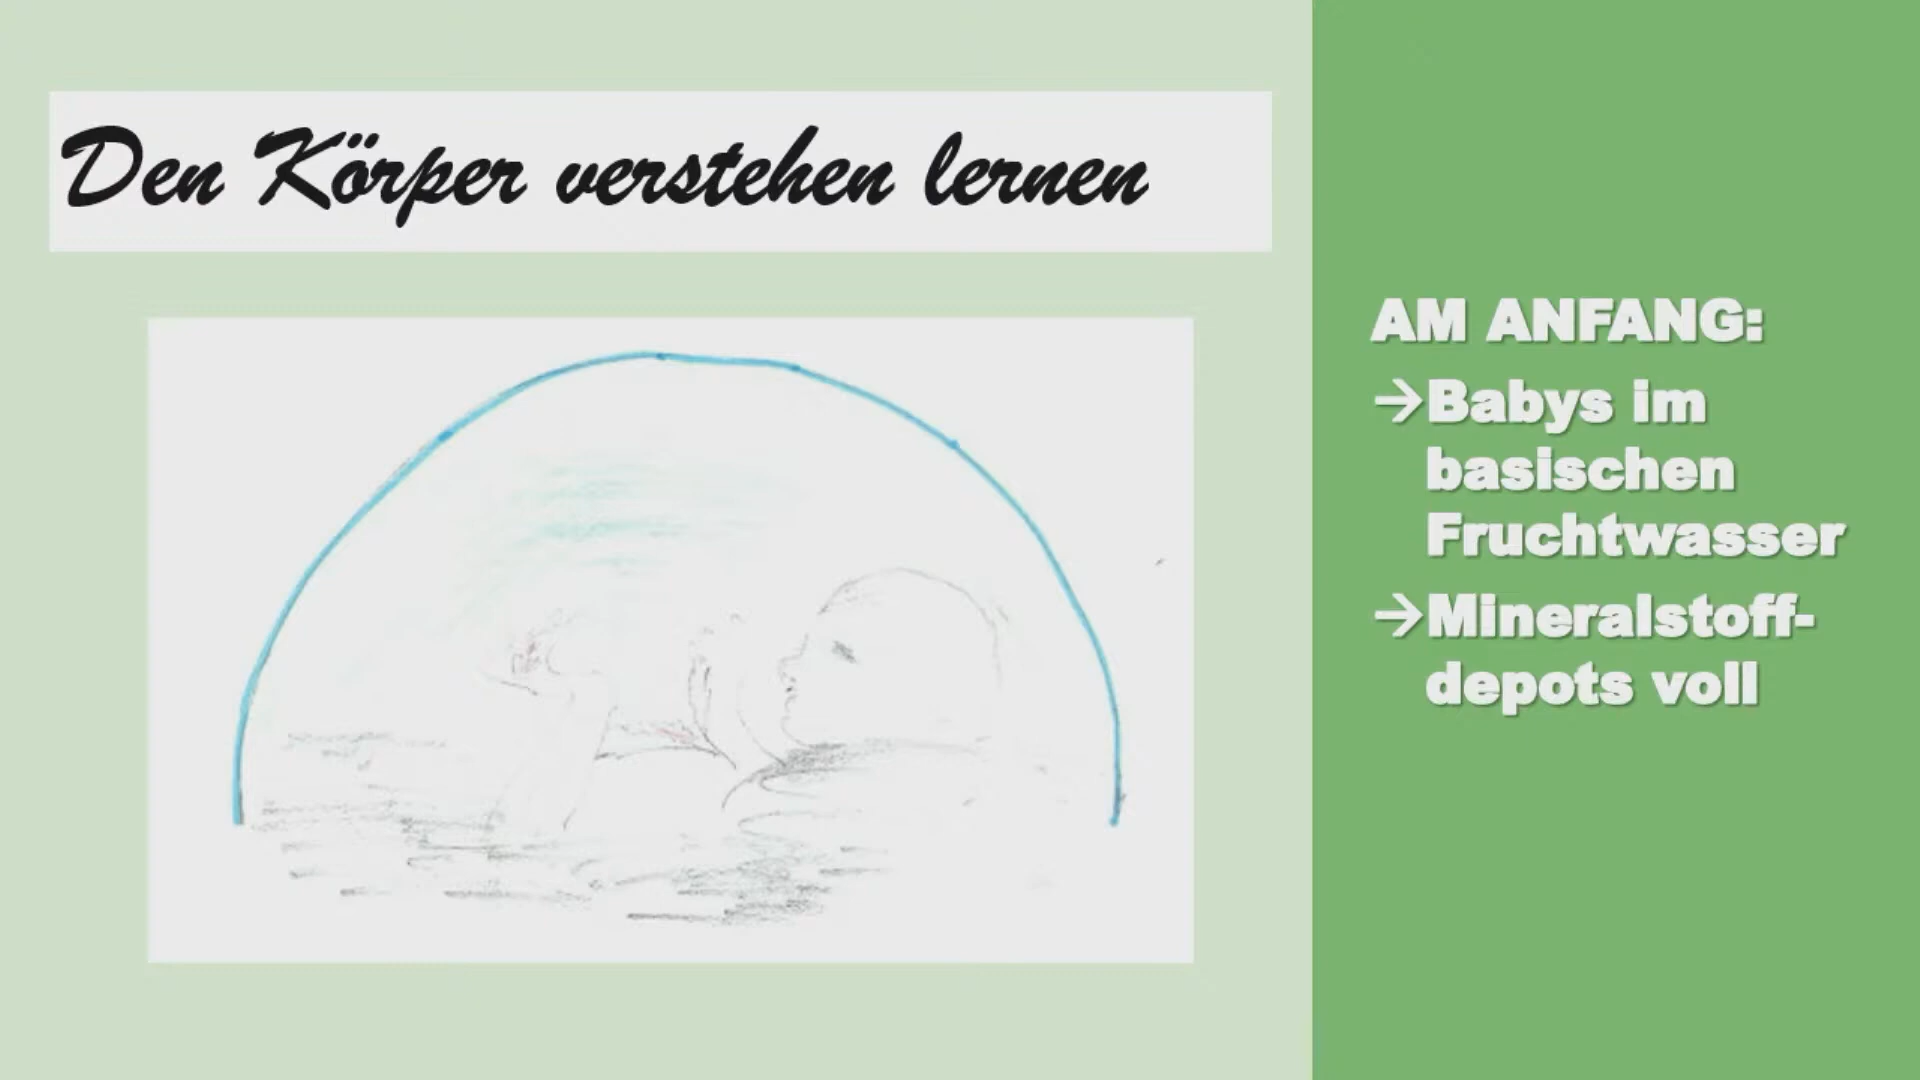 Den Körper verstehen lernen
AM ANFANG:
→Babys im
basischen
Fruchtwasser
→Mineralstoff-
depots voll